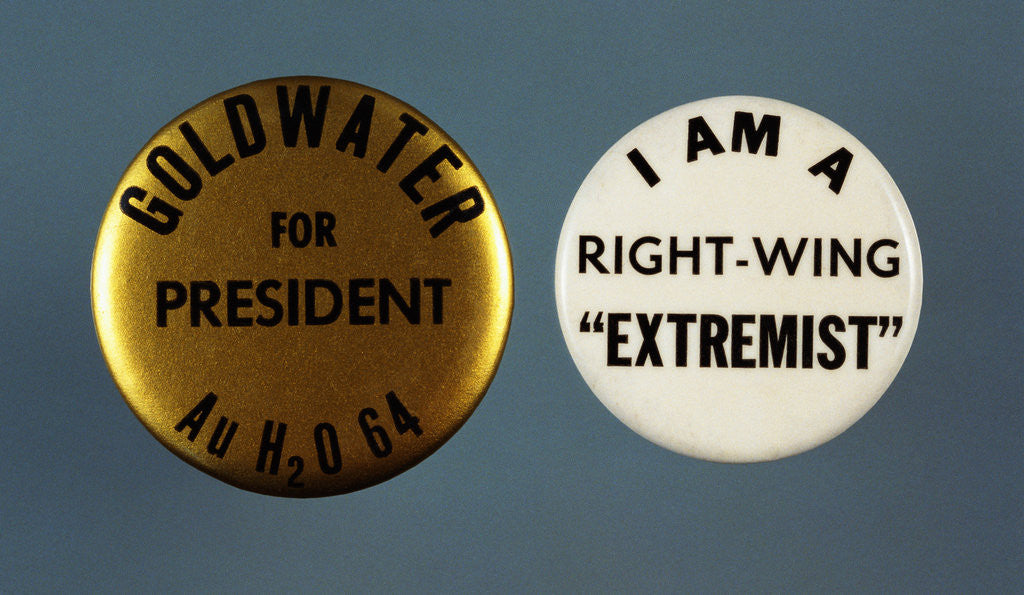 GOLDWATER
FOR
PRESIDENT
Au H₂O 64
I AM A
RIGHT-WING
“EXTREMIST”